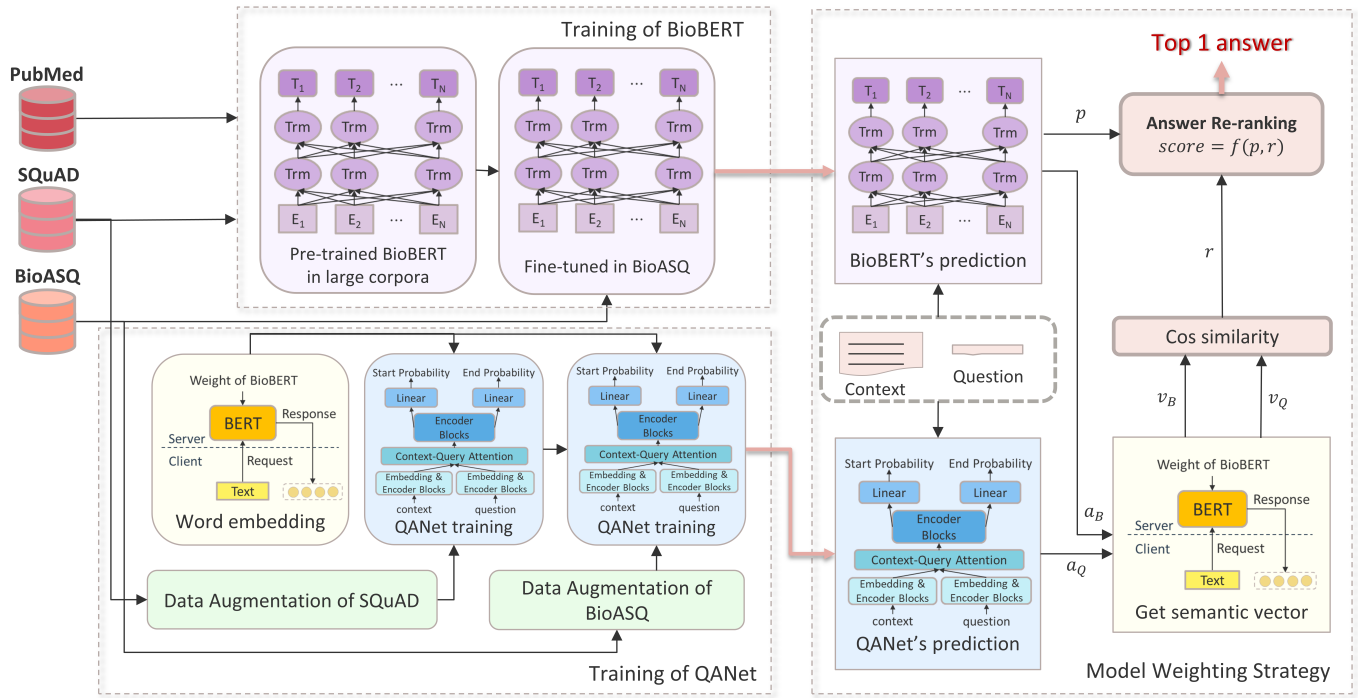 PubMed
SQuAD
BioASQ
Training of BioBERT
T1 T2 ... TN
Trm Trm Trm
Trm Trm Trm
E1 E2 ... EN
Pre-trained BioBERT
in large corpora
T1 T2 ... TN
Trm Trm Trm
Trm Trm Trm
E1 E2 ... EN
Fine-tuned in BioASQ
Weight of BioBERT
BERT
Response
Server
Client
Request
Text
Word embedding
Start Probability End Probability
Linear Linear
Encoder
Blocks
Context-Query Attention
Embedding &
Encoder Blocks
Embedding &
Encoder Blocks
context question
QANet training
Start Probability End Probability
Linear Linear
Encoder
Blocks
Context-Query Attention
Embedding &
Encoder Blocks
Embedding &
Encoder Blocks
context question
QANet training
Data Augmentation of SQuAD
Data Augmentation of
BioASQ
Training of QANet
T1 T2 ... TN
Trm Trm Trm
Trm Trm Trm
E1 E2 ... EN
BioBERT's prediction
Context
Question
Start Probability End Probability
Linear Linear
Encoder
Blocks
Context-Query Attention
Embedding &
Encoder Blocks
Embedding &
Encoder Blocks
context question
QANet's prediction
Top 1 answer
p
Answer Re-ranking
score = f(p, r)
r
Cos similarity
vB vQ
aB
aQ
Weight of BioBERT
BERT
Response
Server
Client
Request
Text
Get semantic vector
Model Weighting Strategy